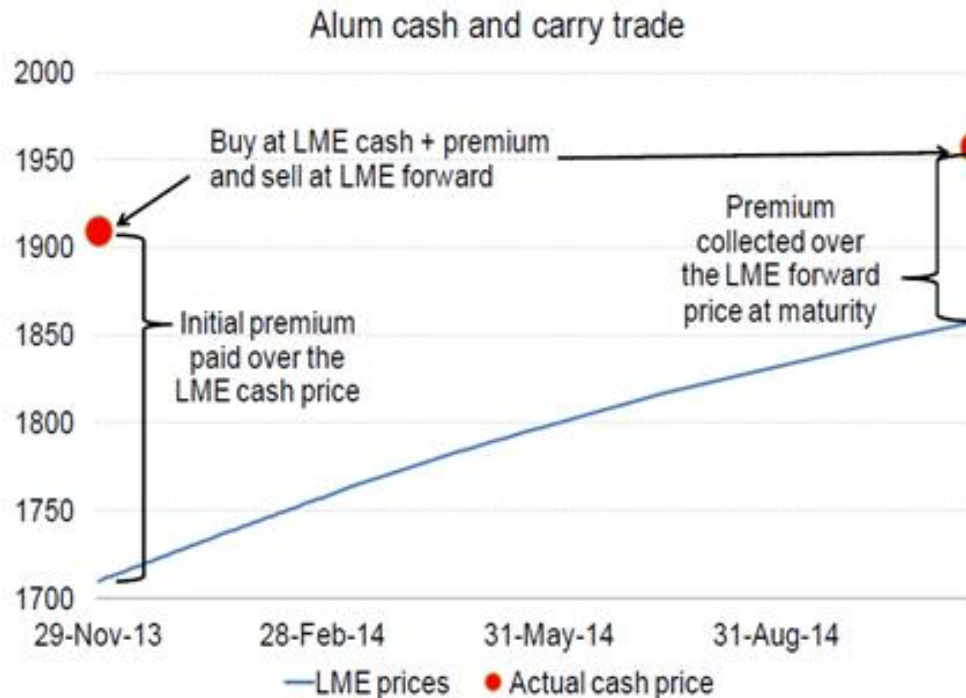 Alum cash and carry trade
2000
1950
1900
1850
1800
1750
1700
Buy at LME cash + premium
and sell at LME forward
Initial premium
paid over the
LME cash price
Premium
collected over
the LME forward
price at maturity
29-Nov-13 28-Feb-14 31-May-14 31-Aug-14
LME prices Actual cash price